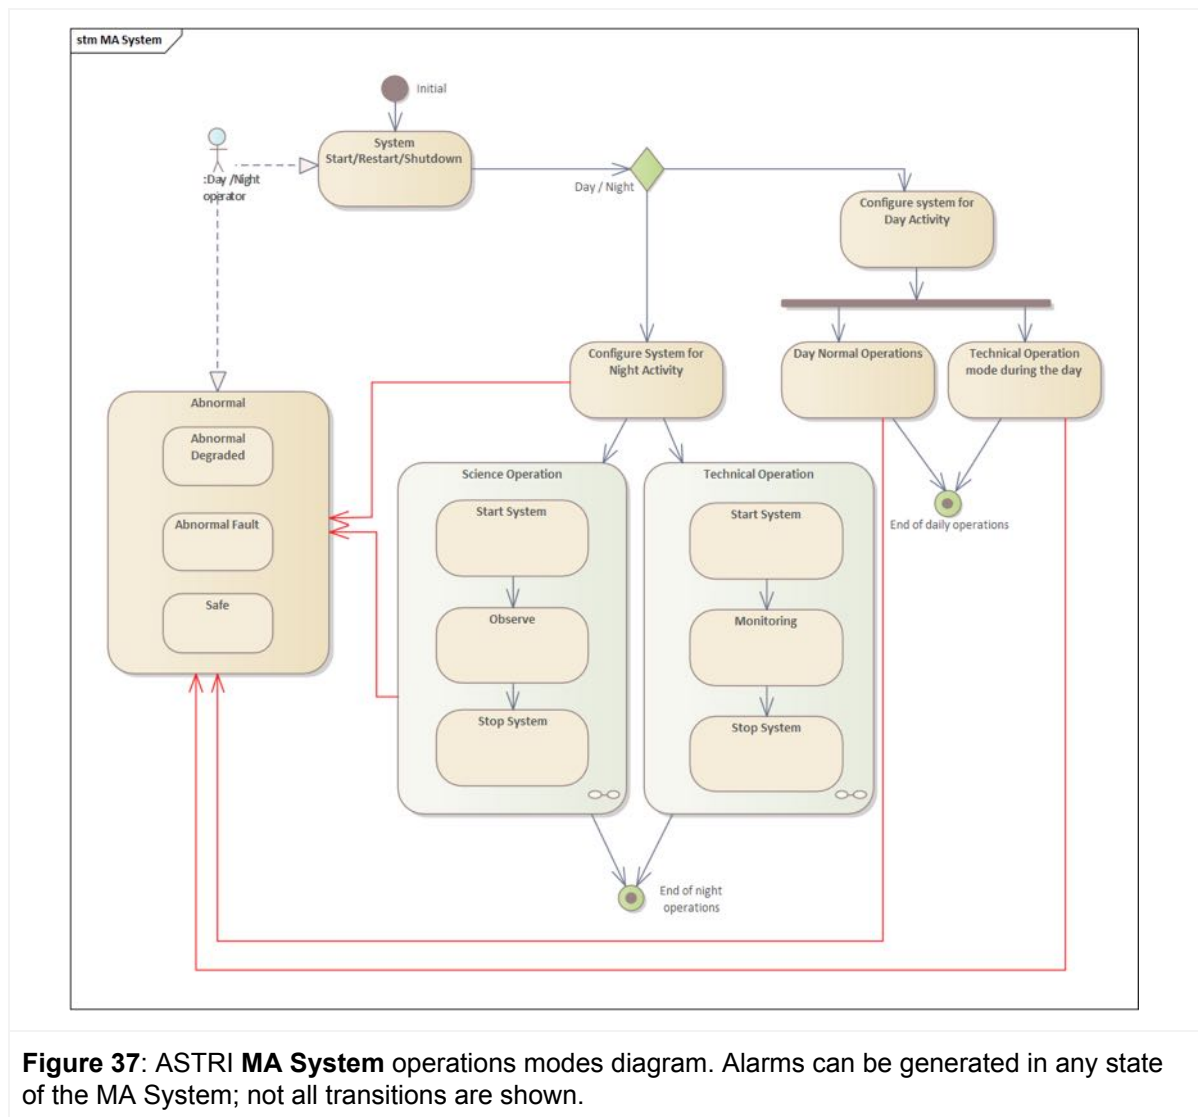 stm MA System
Initial
System
Start/Restart/Shutdown
:Day /Night
operator
Day / Night
Configure system for
Day Activity
Configure System for
Night Activity
Day Normal Operations
Technical Operation
mode during the day
Abnormal
Abnormal
Degraded
Abnormal Fault
Safe
Science Operation
Start System
Observe
Stop System
Technical Operation
Start System
Monitoring
Stop System
End of daily operations
End of night
operations
Figure 37: ASTRI MA System operations modes diagram. Alarms can be generated in any state
of the MA System; not all transitions are shown.